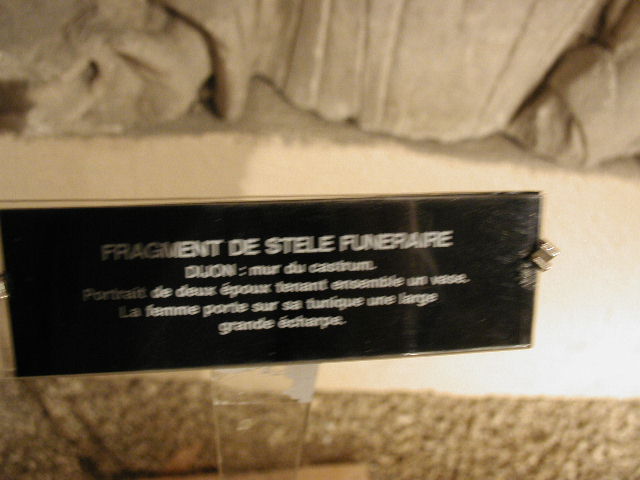 FRAGMENT DE STELE FUNERAIRE
DIJON : mur du castrum.
Portrait de deux épour tenant ensemble un vase.
La femme porte sur sa tunique une large
grande écharpe.